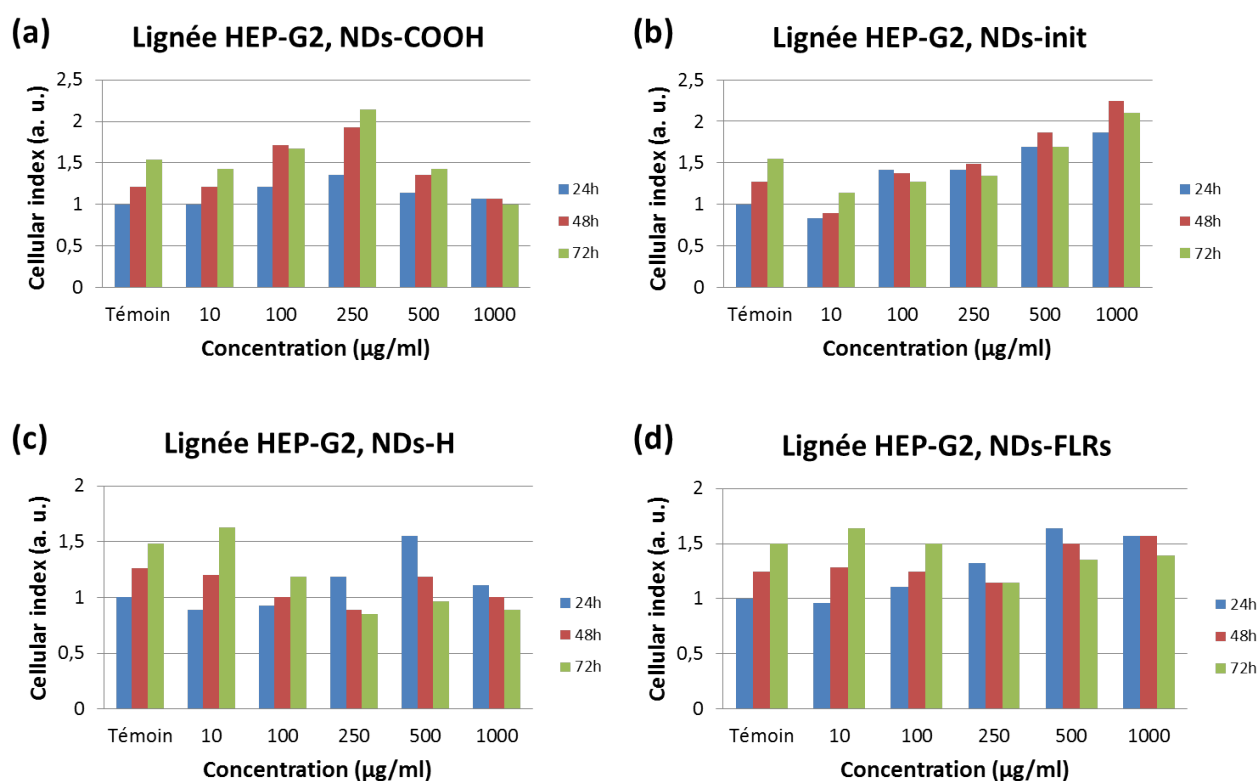 (a)
Lignée HEP-G2, NDs-COOH
Cellular index (a. u.)
2,5
2
1,5
1
0,5
0
Témoin 10 100 250 500 1000
Concentration (µg/ml)
24h
48h
72h
(b)
Lignée HEP-G2, NDs-init
Cellular index (a. u.)
2,5
2
1,5
1
0,5
0
Témoin 10 100 250 500 1000
Concentration (µg/ml)
24h
48h
72h
(c)
Lignée HEP-G2, NDs-H
Cellular index (a. u.)
2
1,5
1
0,5
0
Témoin 10 100 250 500 1000
Concentration (µg/ml)
24h
48h
72h
(d)
Lignée HEP-G2, NDs-FLRs
Cellular index (a. u.)
2
1,5
1
0,5
0
Témoin 10 100 250 500 1000
Concentration (µg/ml)
24h
48h
72h